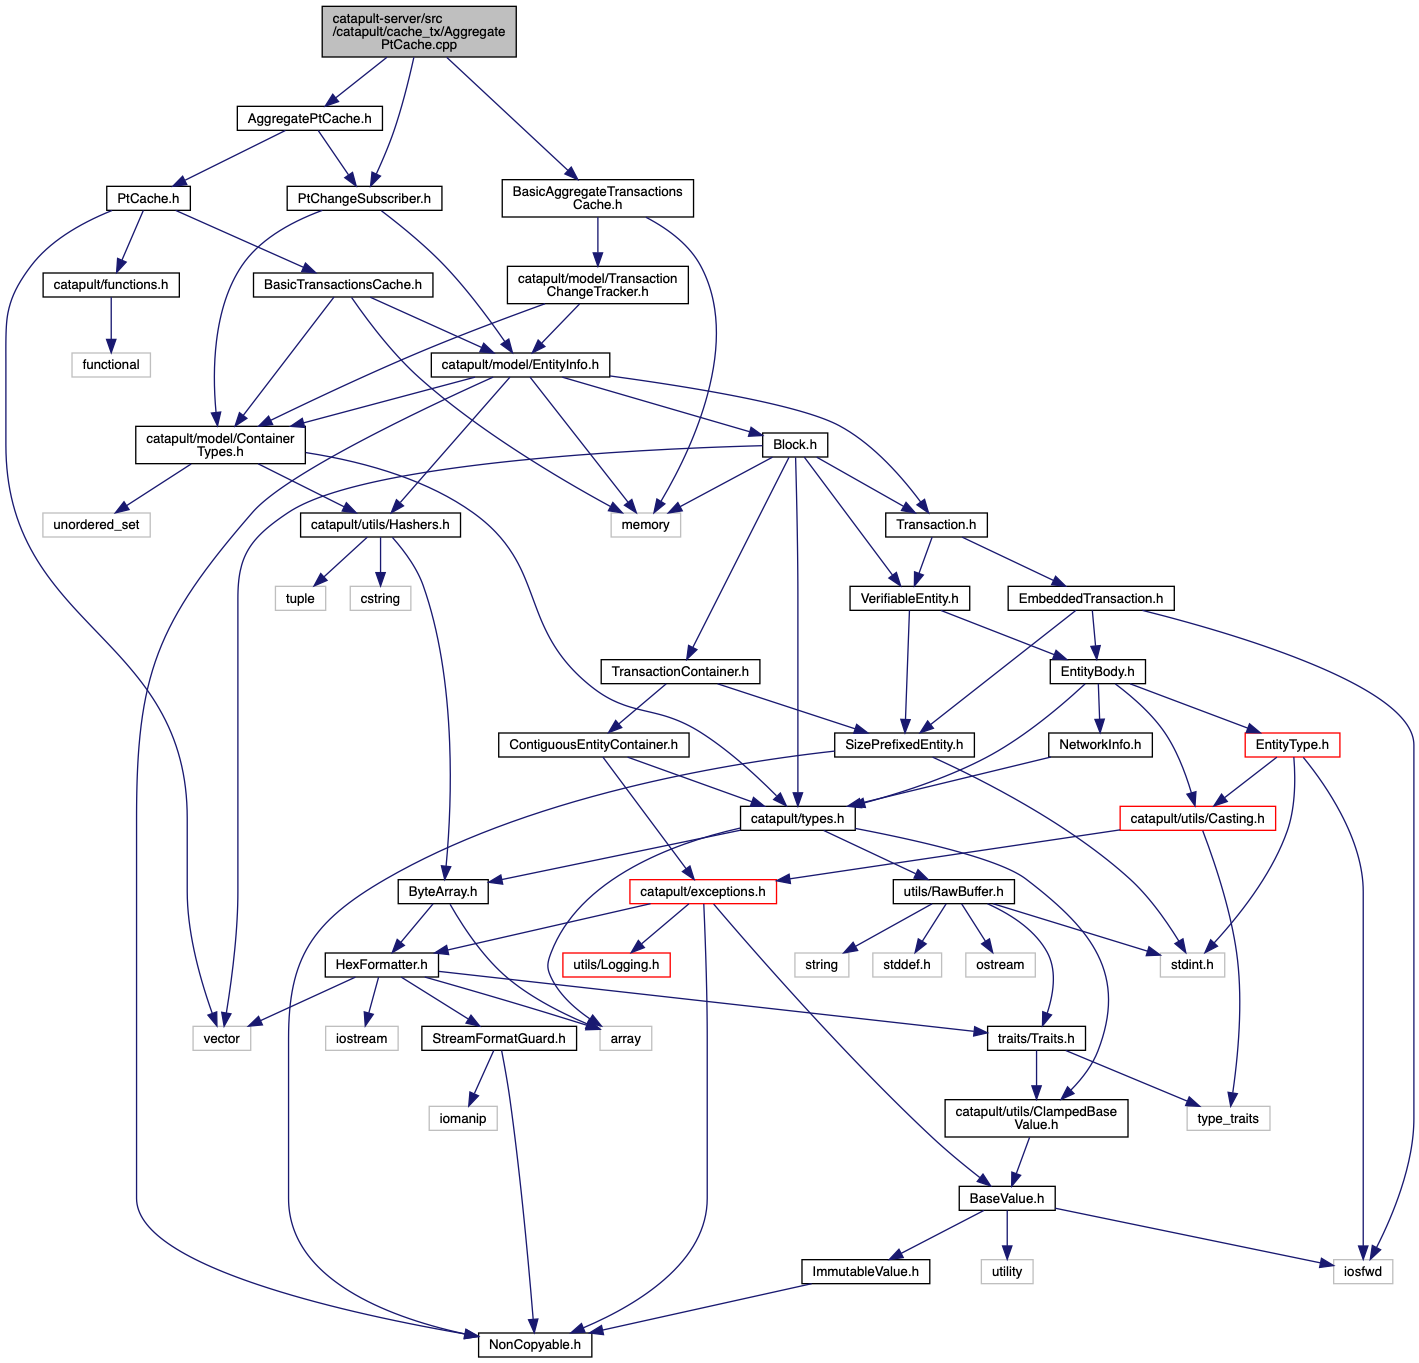 catapult-server/src
/catapult/cache_tx/Aggregate
PtCache.cpp
AggregatePtCache.h
PtCache.h
PtChangeSubscriber.h
BasicAggregateTransactions
Cache.h
catapult/functions.h
BasicTransactionsCache.h
catapult/model/Transaction
ChangeTracker.h
functional
catapult/model/EntityInfo.h
catapult/model/Container
Types.h
Block.h
unordered_set
catapult/utils/Hashers.h
memory
Transaction.h
tuple
cstring
VerifiableEntity.h
EmbeddedTransaction.h
TransactionContainer.h
EntityBody.h
ContiguousEntityContainer.h
SizePrefixedEntity.h
NetworkInfo.h
EntityType.h
catapult/types.h
catapult/utils/Casting.h
ByteArray.h
catapult/exceptions.h
utils/RawBuffer.h
HexFormatter.h
utils/Logging.h
string
stddef.h
ostream
stdint.h
vector
iostream
StreamFormatGuard.h
array
traits/Traits.h
iomanip
catapult/utils/ClampedBase
Value.h
type_traits
BaseValue.h
ImmutableValue.h
utility
iosfwd
NonCopyable.h